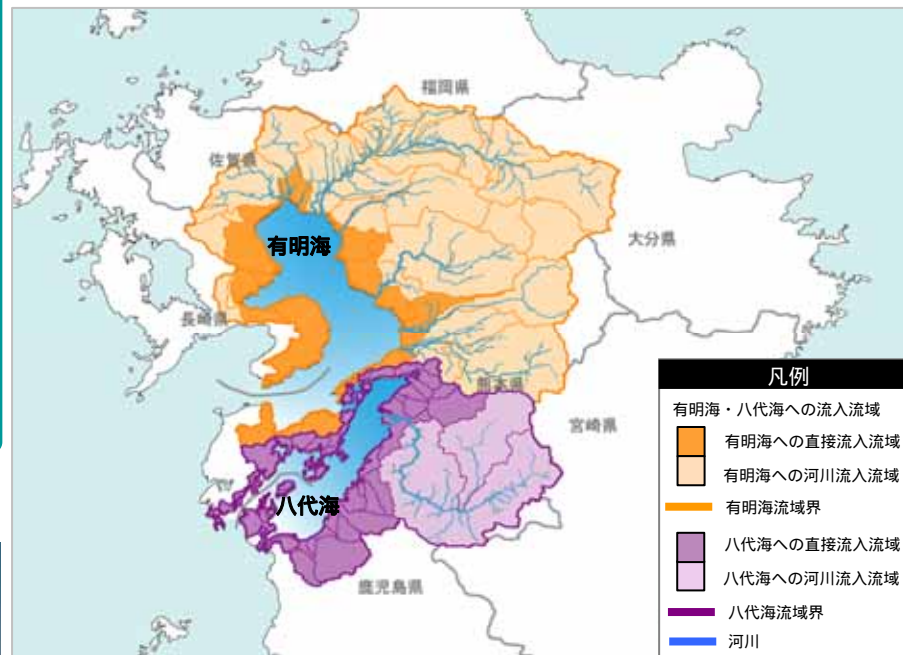 福岡県
佐賀県
有明海
大分県
長崎県
熊本県
宮崎県
八代海
鹿児島県
凡例
有明海・八代海への流入流域
有明海への直接流入流域
有明海への河川流入流域
有明海流域界
八代海への直接流入流域
八代海への河川流入流域
八代海流域界
河川